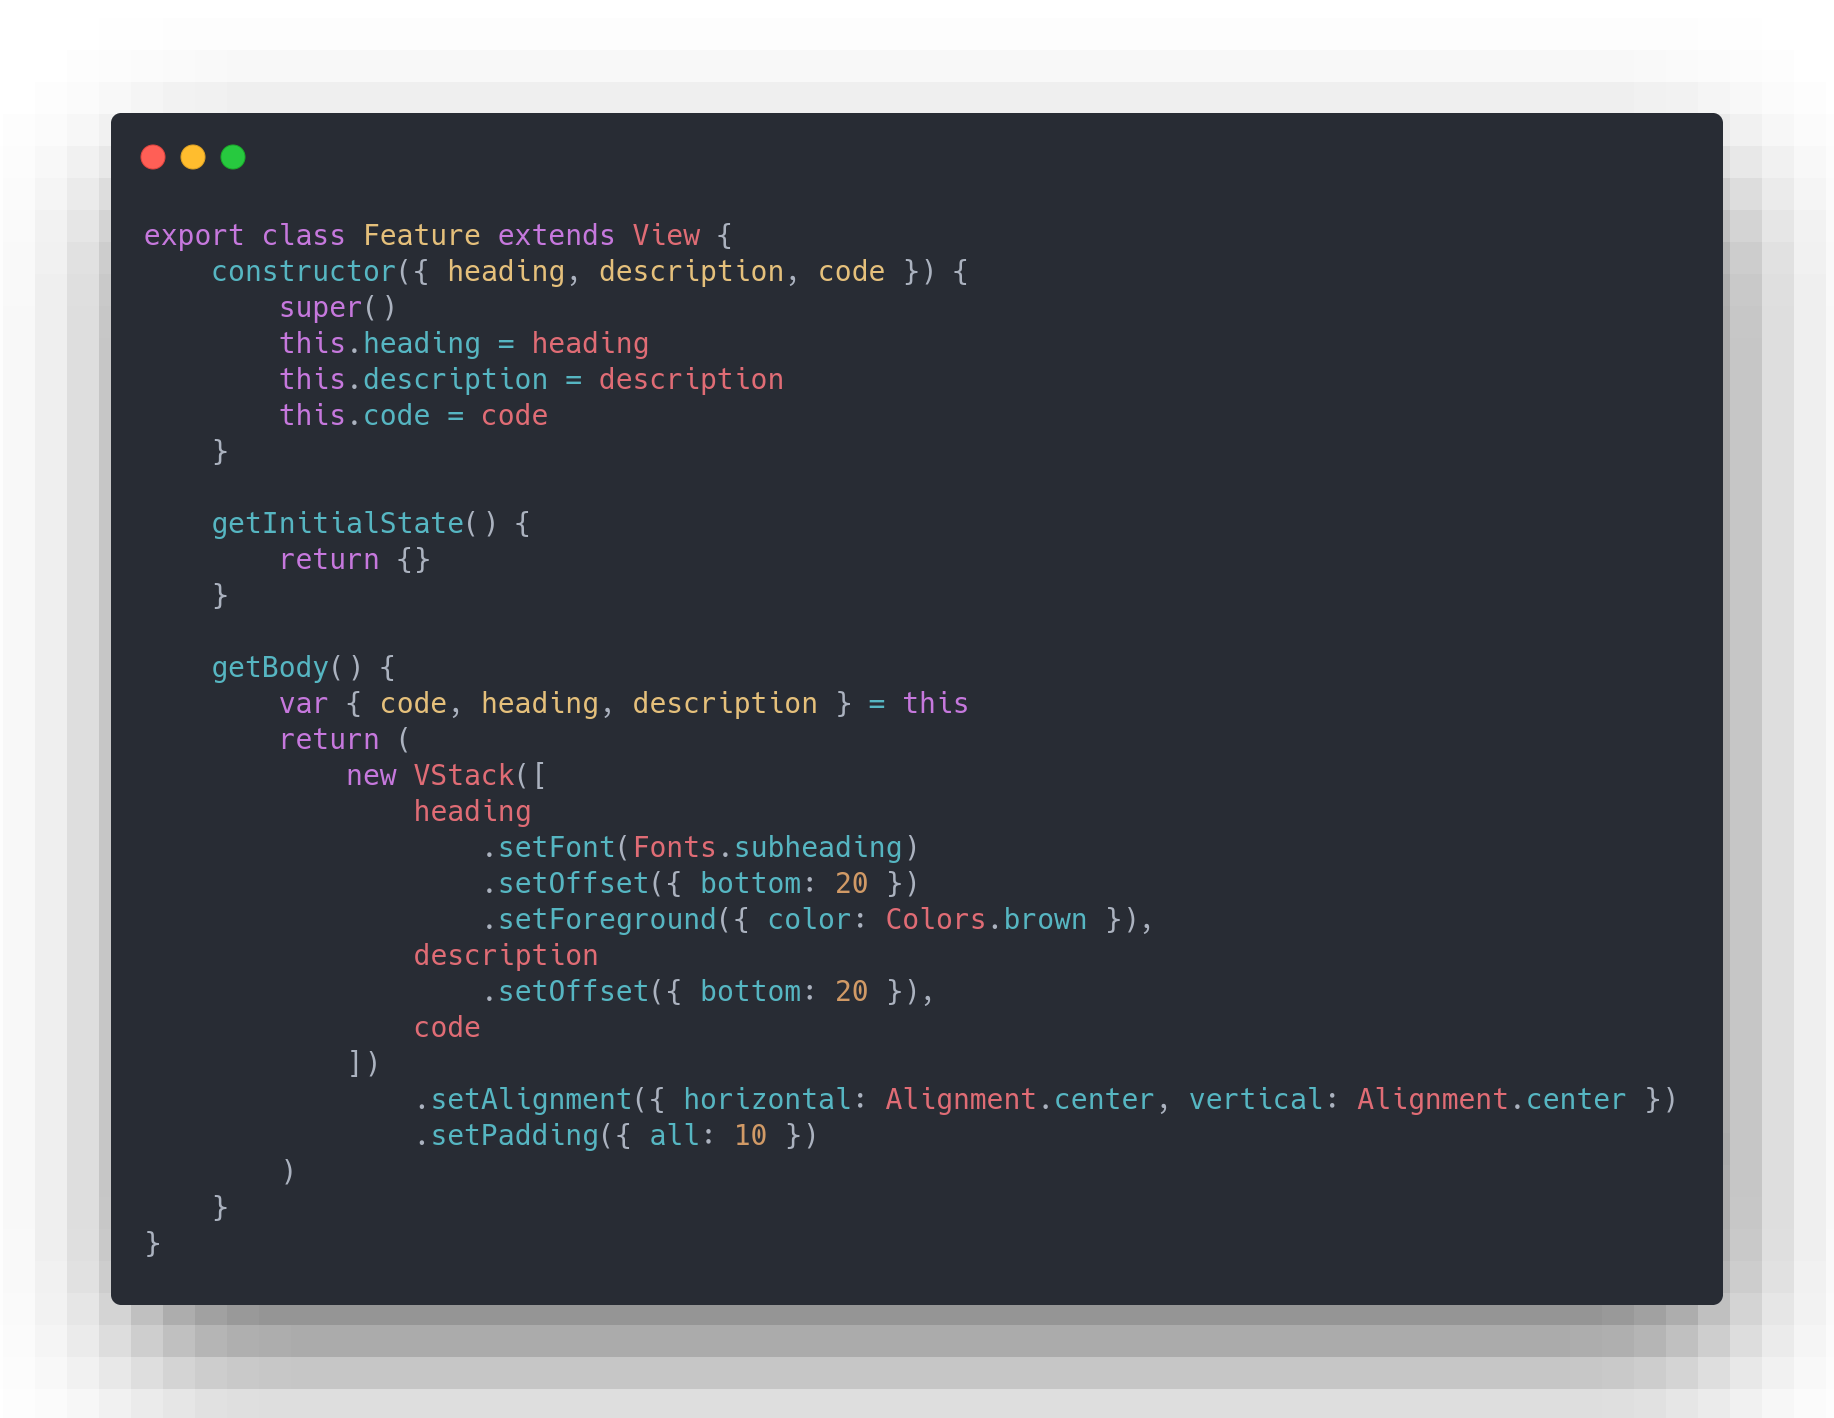 export class Feature extends View {
    constructor({ heading, description, code }) {
        super()
        this.heading = heading
        this.description = description
        this.code = code
    }

    getInitialState() {
        return {}
    }

    getBody() {
        var { code, heading, description } = this
        return (
            new VStack([
                heading
                    .setFont(Fonts.subheading)
                    .setOffset({ bottom: 20 })
                    .setForeground({ color: Colors.brown }),
                description
                    .setOffset({ bottom: 20 }),
                code
            ])
                .setAlignment({ horizontal: Alignment.center, vertical: Alignment.center })
                .setPadding({ all: 10 })
        )
    }
}